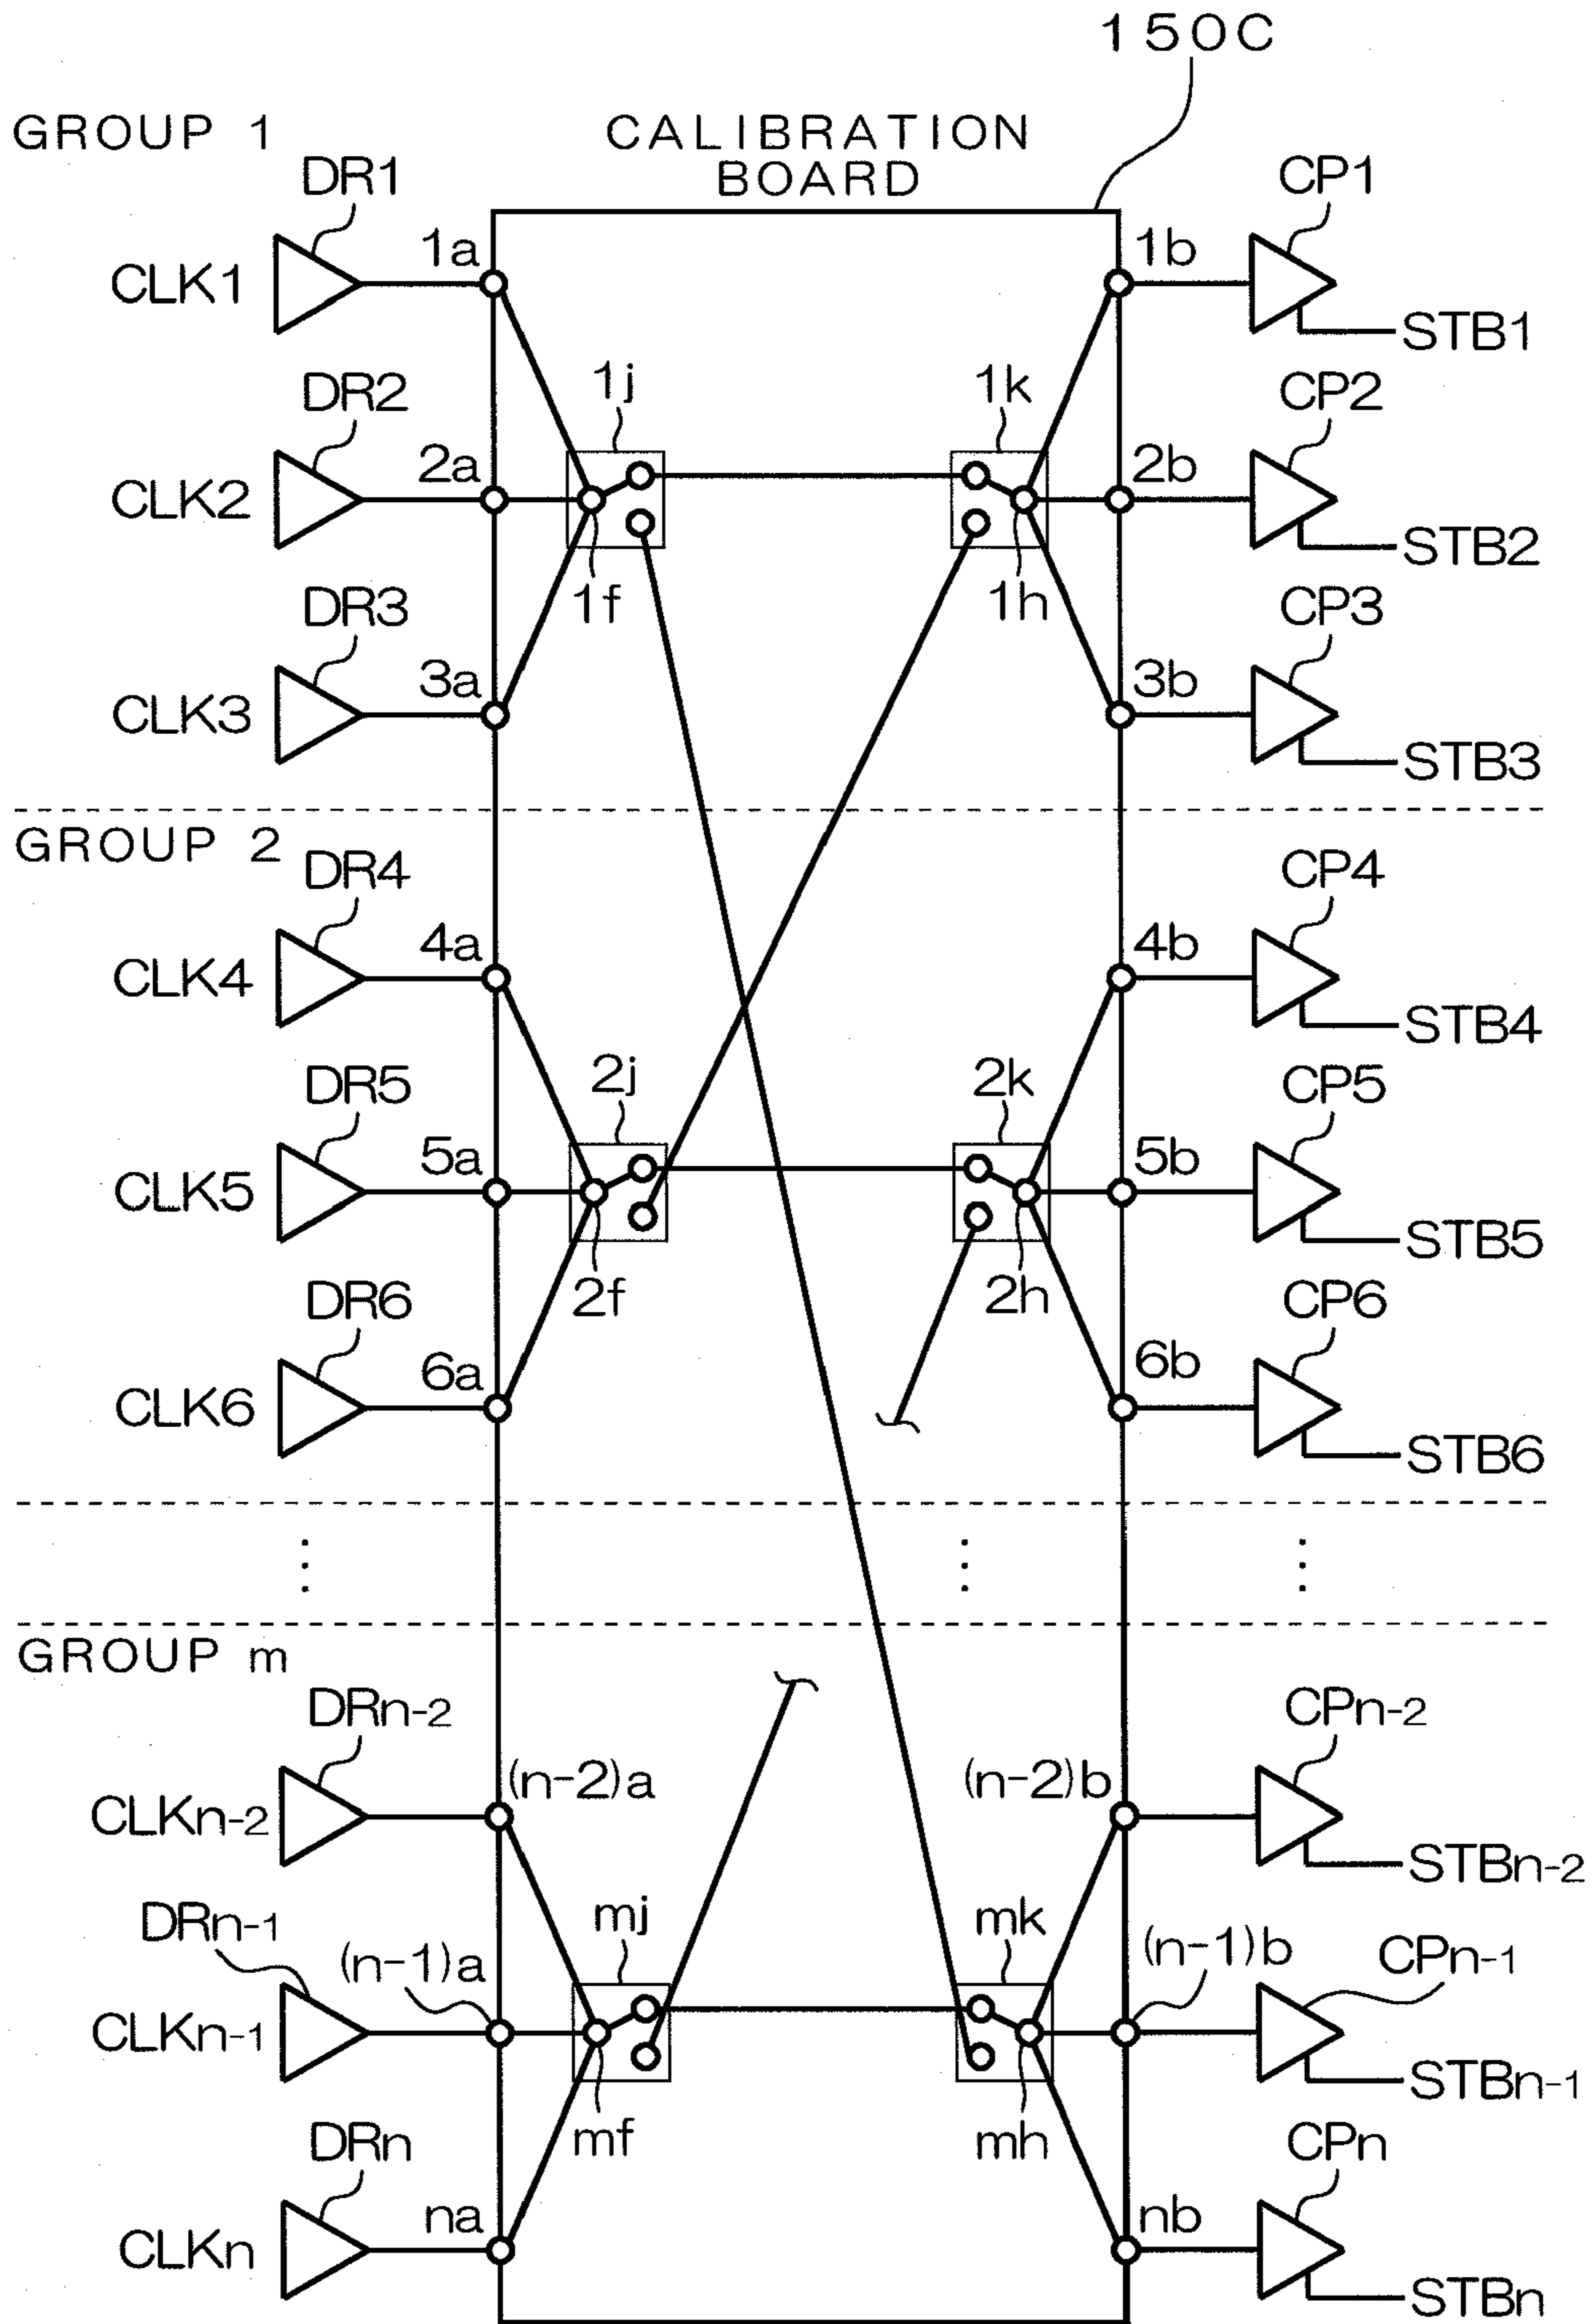 150C
GROUP 1
CALIBRATION
BOARD
DR1
CP1
1a
1b
CLK1
STB1
DR2
1j
1k
CP2
2a
2b
CLK2
STB2
1f
1h
DR3
CP3
3a
3b
CLK3
STB3
GROUP 2
DR4
CP4
4a
4b
CLK4
STB4
DR5
2j
2k
CP5
5a
5b
CLK5
STB5
2f
2h
DR6
CP6
6a
6b
CLK6
STB6
GROUP m
DRn-2
CPn-2
(n-2)a
(n-2)b
CLKn-2
STBn-2
DRn-1
mj
mk
(n-1)a
(n-1)b
CPn-1
CLKn-1
STBn-1
mf
mh
DRn
CPn
na
nb
CLKn
STBn